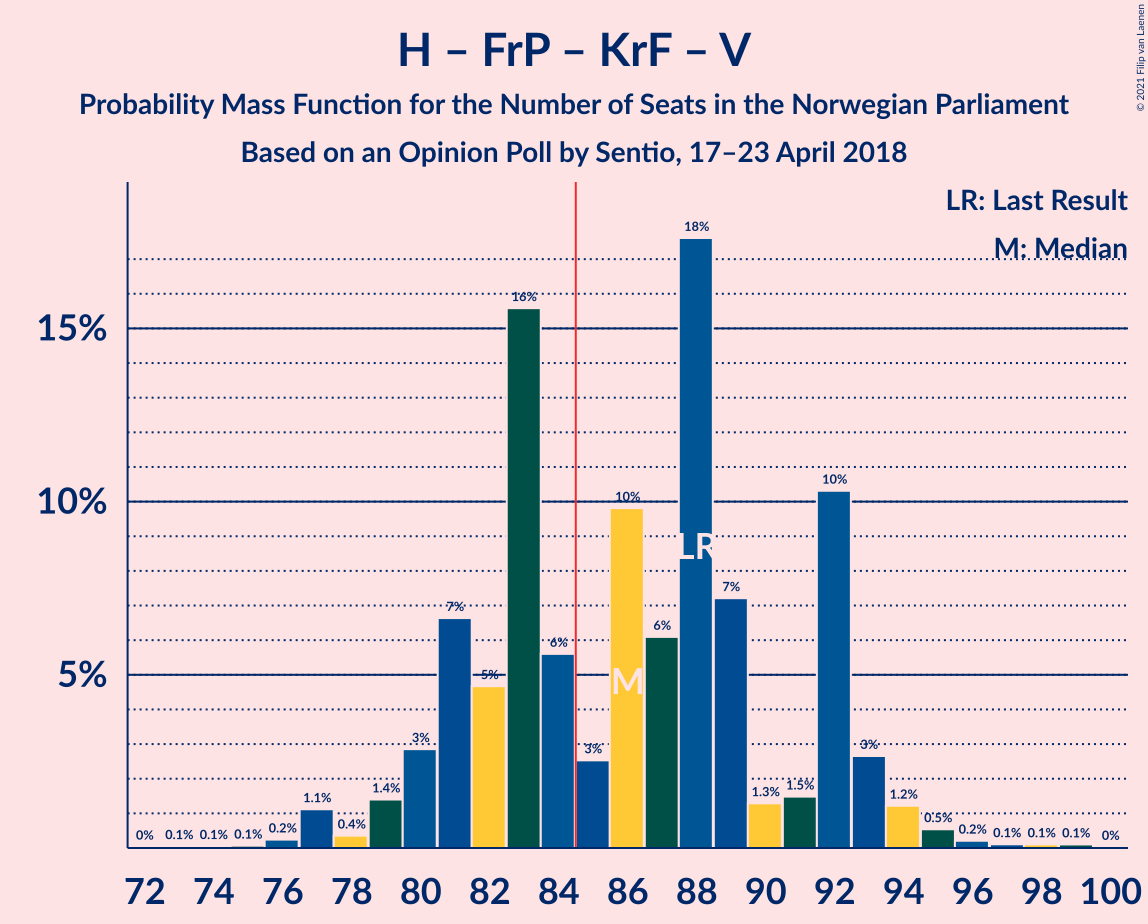 H – FrP – KrF – V
Probability Mass Function for the Number of Seats in the Norwegian Parliament
Based on an Opinion Poll by Sentio, 17–23 April 2018
© 2021 Filip van Laenen
LR: Last Result
M: Median
15%
10%
5%
0% 0.1% 0.1% 0.1% 0.2% 1.1% 0.4% 1.4% 3% 7% 5% 16% 6% 3% 10% 6% 18% 7% 1.3% 1.5% 10% 3% 1.2% 0.5% 0.2% 0.1% 0.1% 0.1% 0%
LR
M
72 74 76 78 80 82 84 86 88 90 92 94 96 98 100